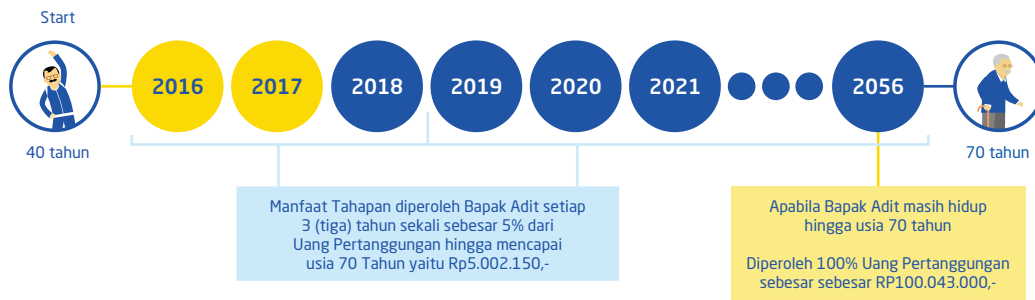 Start
2016
2017
2018
2019
2020
2021
2056
40 tahun
70 tahun
Manfaat Tahapan diperoleh Bapak Adit setiap
3 (tiga) tahun sekali sebesar 5% dari
Uang Pertanggungan hingga mencapai
usia 70 Tahun yaitu Rp5.002.150,-
Apabila Bapak Adit masih hidup
hingga usia 70 tahun
Diperoleh 100% Uang Pertanggungan
sebesar sebesar RP100.043.000,-